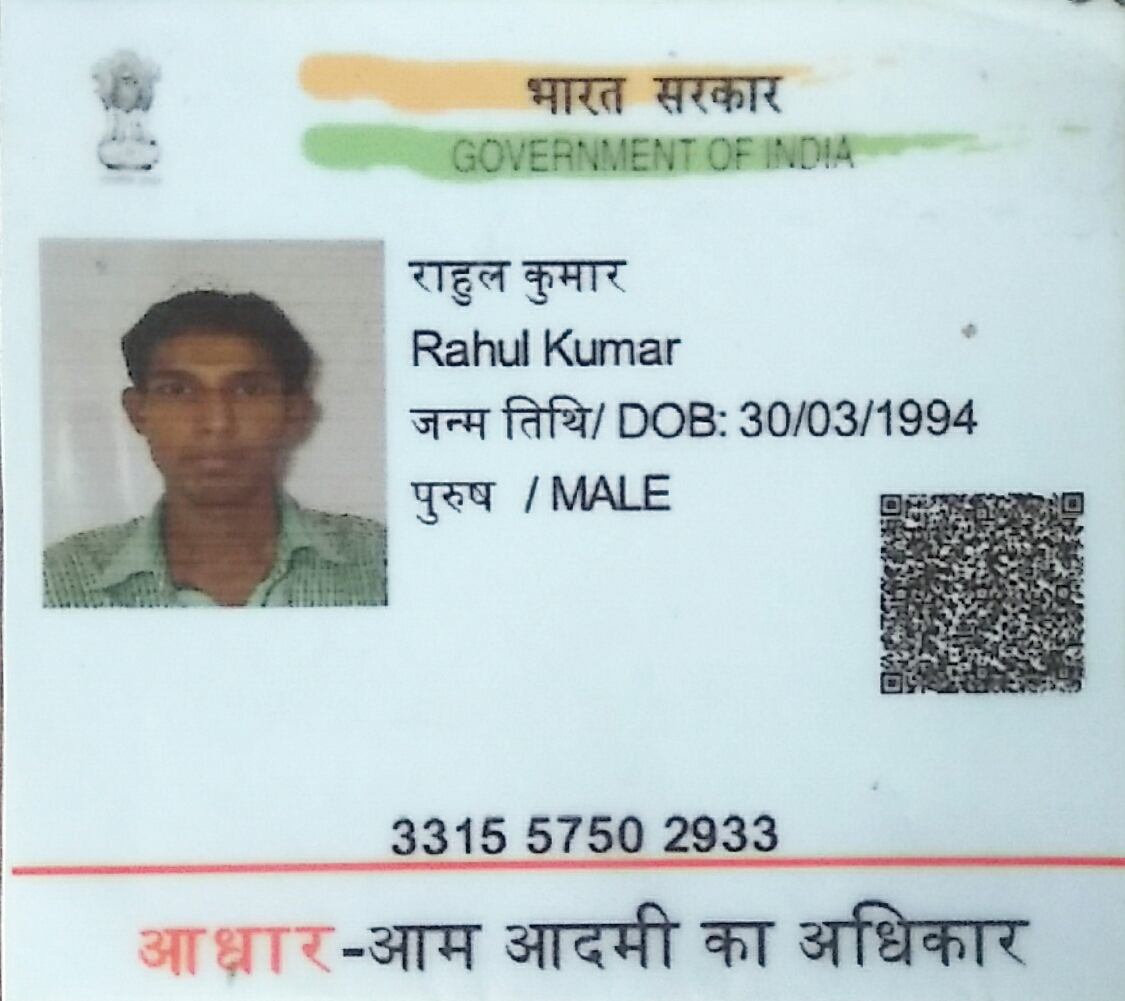 भारत सरकार
GOVERNMENT OF INDIA
राहुल कुमार
Rahul Kumar
जन्म तिथि/ DOB: 30/03/1994
पुरुष / MALE
3315 5750 2933
आधार-आम आदमी का अधिकार